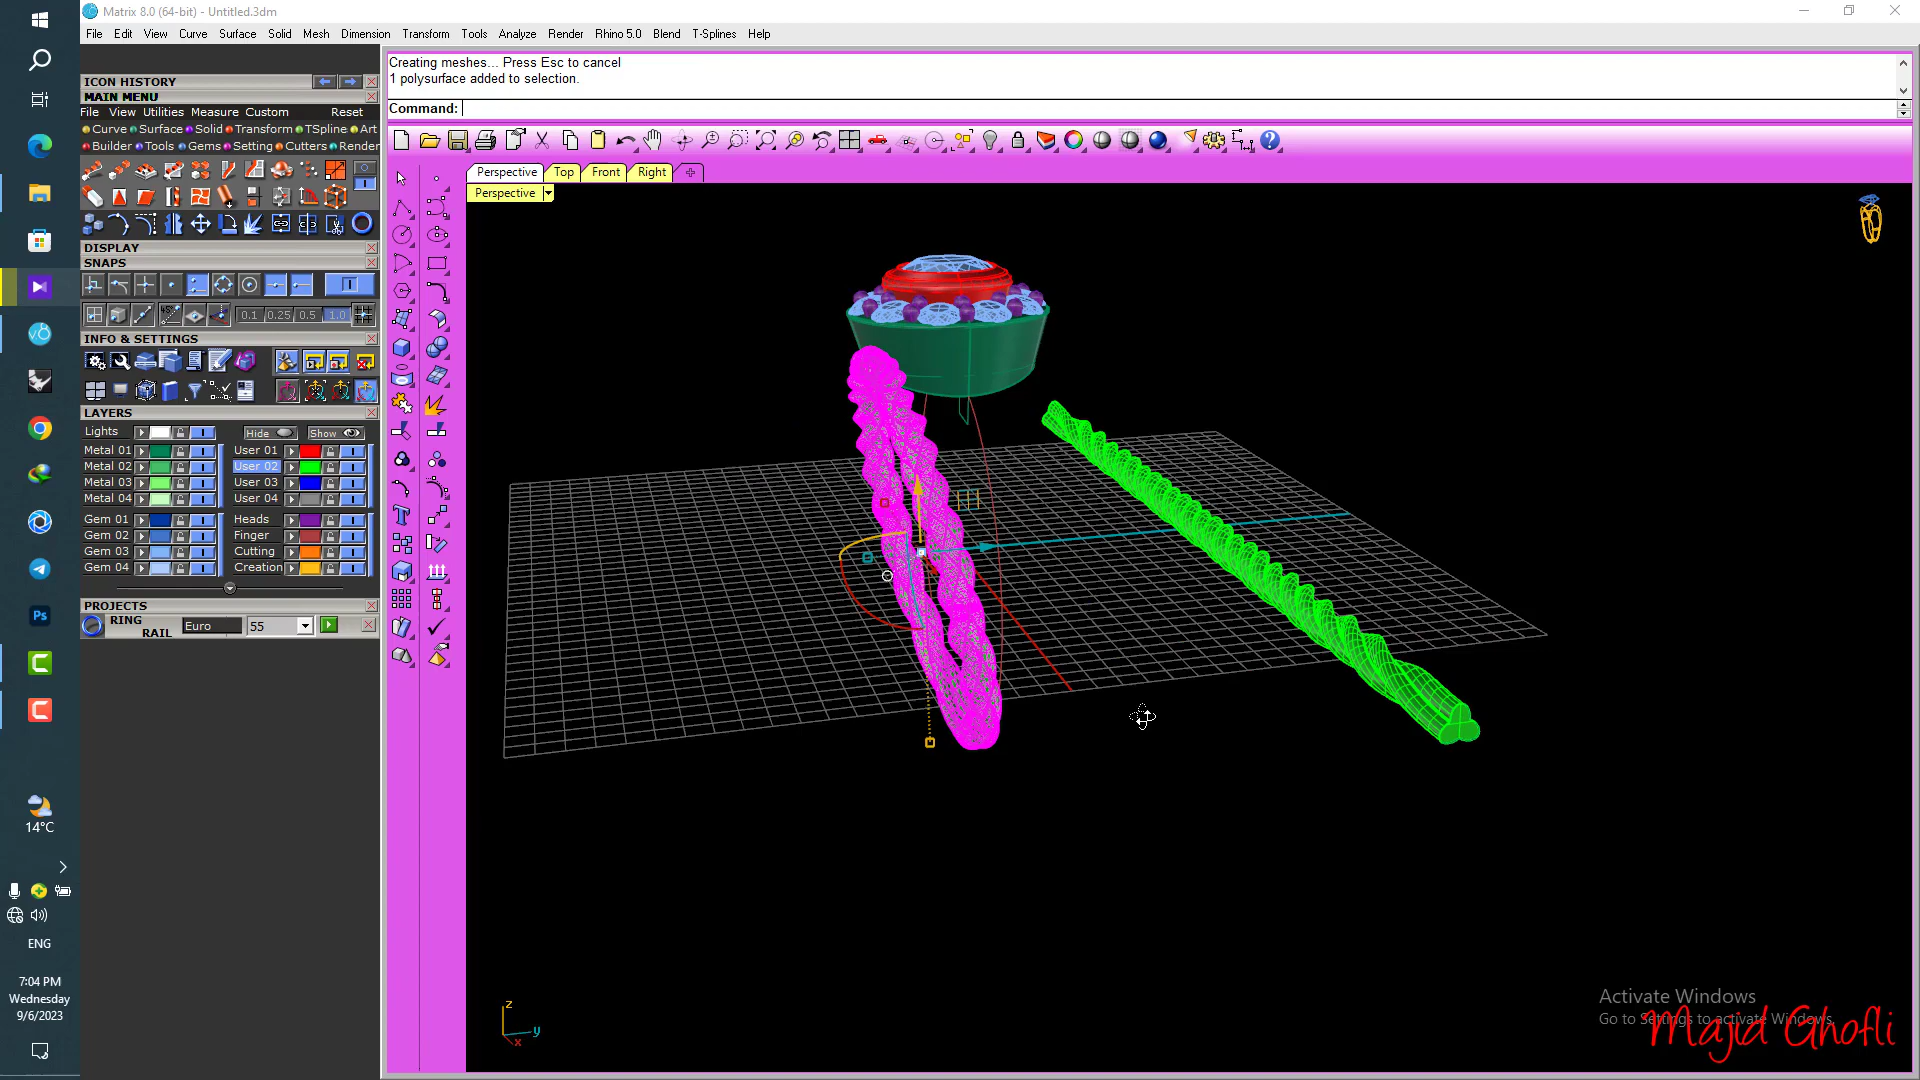 Matrix 8.0 (64-bit) - Untitled.3dm
File Edit View Curve Surface Solid Mesh Dimension Transform Tools Analyze Render Rhino 5.0 Blend T-Splines Help
Creating meshes... Press Esc to cancel
1 polysurface added to selection.
Command:
ICON HISTORY
MAIN MENU
File View Utilities Measure Custom Reset
Curve Surface Solid Transform TSpline Art
Builder Tools Gems Setting Cutters Render
DISPLAY
SNAPS
0.1 0.25 0.5 1.0
INFO & SETTINGS
LAYERS
Lights Hide Show
Metal 01 User 01
Metal 02 User 02
Metal 03 User 03
Metal 04 User 04
Gem 01 Heads
Gem 02 Finger
Gem 03 Cutting
Gem 04 Creation
PROJECTS
RING RAIL Euro 55
Perspective Top Front Right
Perspective
z
y
x
14°C
ENG
7:04 PM
Wednesday
9/6/2023
Activate Windows
Go to Settings to activate Windows.
Majid Ghofli